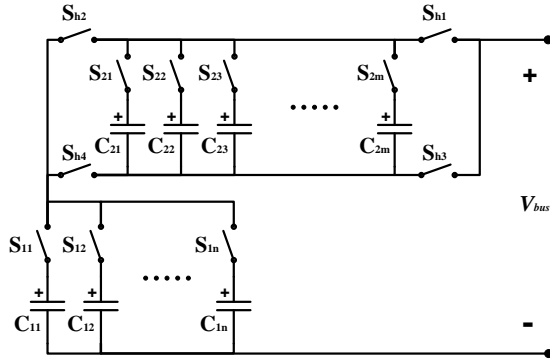 Sh2
Sh1
S21
S22
S23
S2m
+
+
+
+
+
C21
C22
C23
C2m
Sh4
Sh3
Vbus
S11
S12
S1n
+
+
+
C11
C12
C1n
-